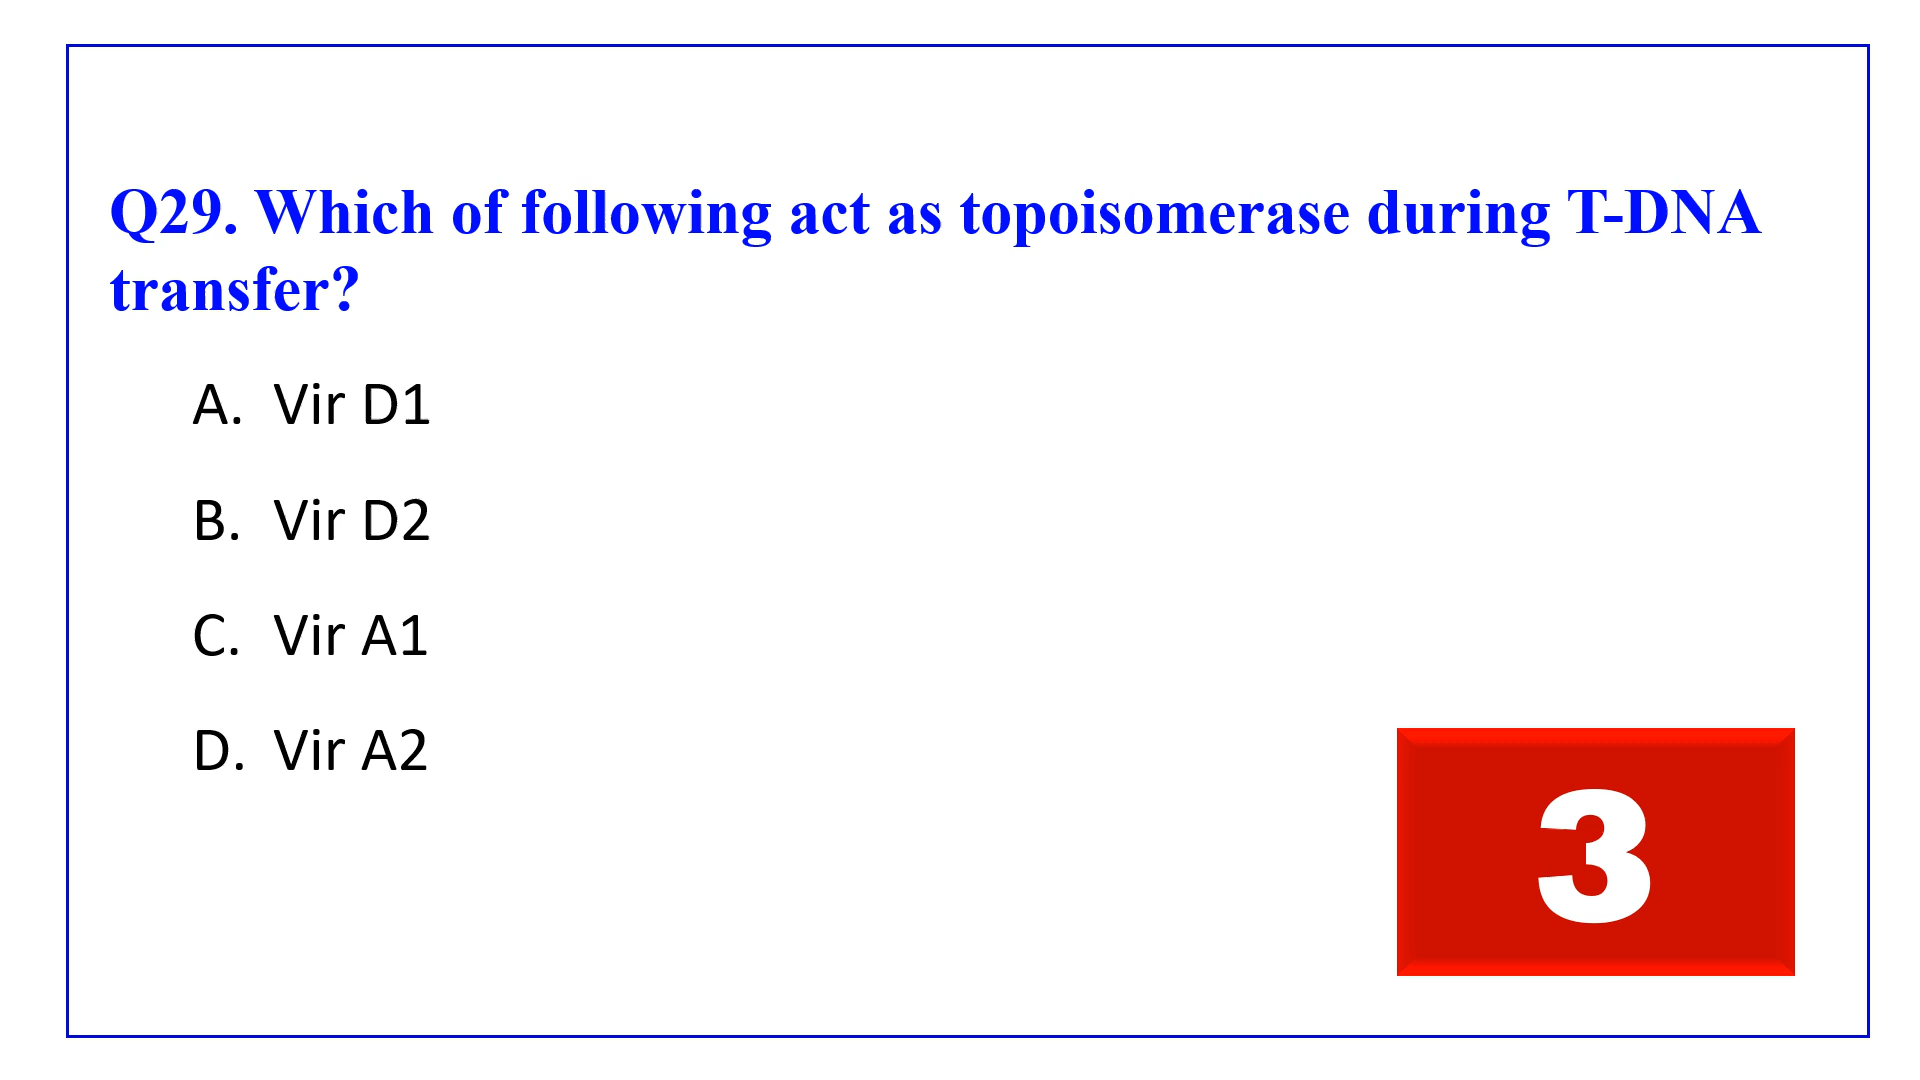 Q29. Which of following act as topoisomerase during T-DNA
transfer?
A. Vir D1
B. Vir D2
C. Vir A1
D. Vir A2
3